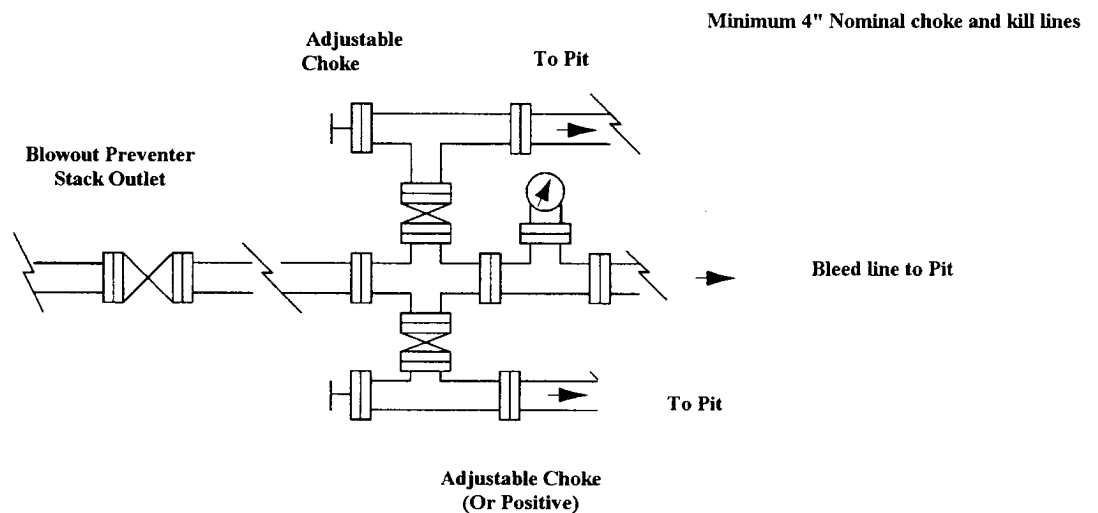 Minimum 4" Nominal choke and kill lines
Adjustable
Choke
To Pit
Blowout Preventer
Stack Outlet
Bleed line to Pit
To Pit
Adjustable Choke
(Or Positive)